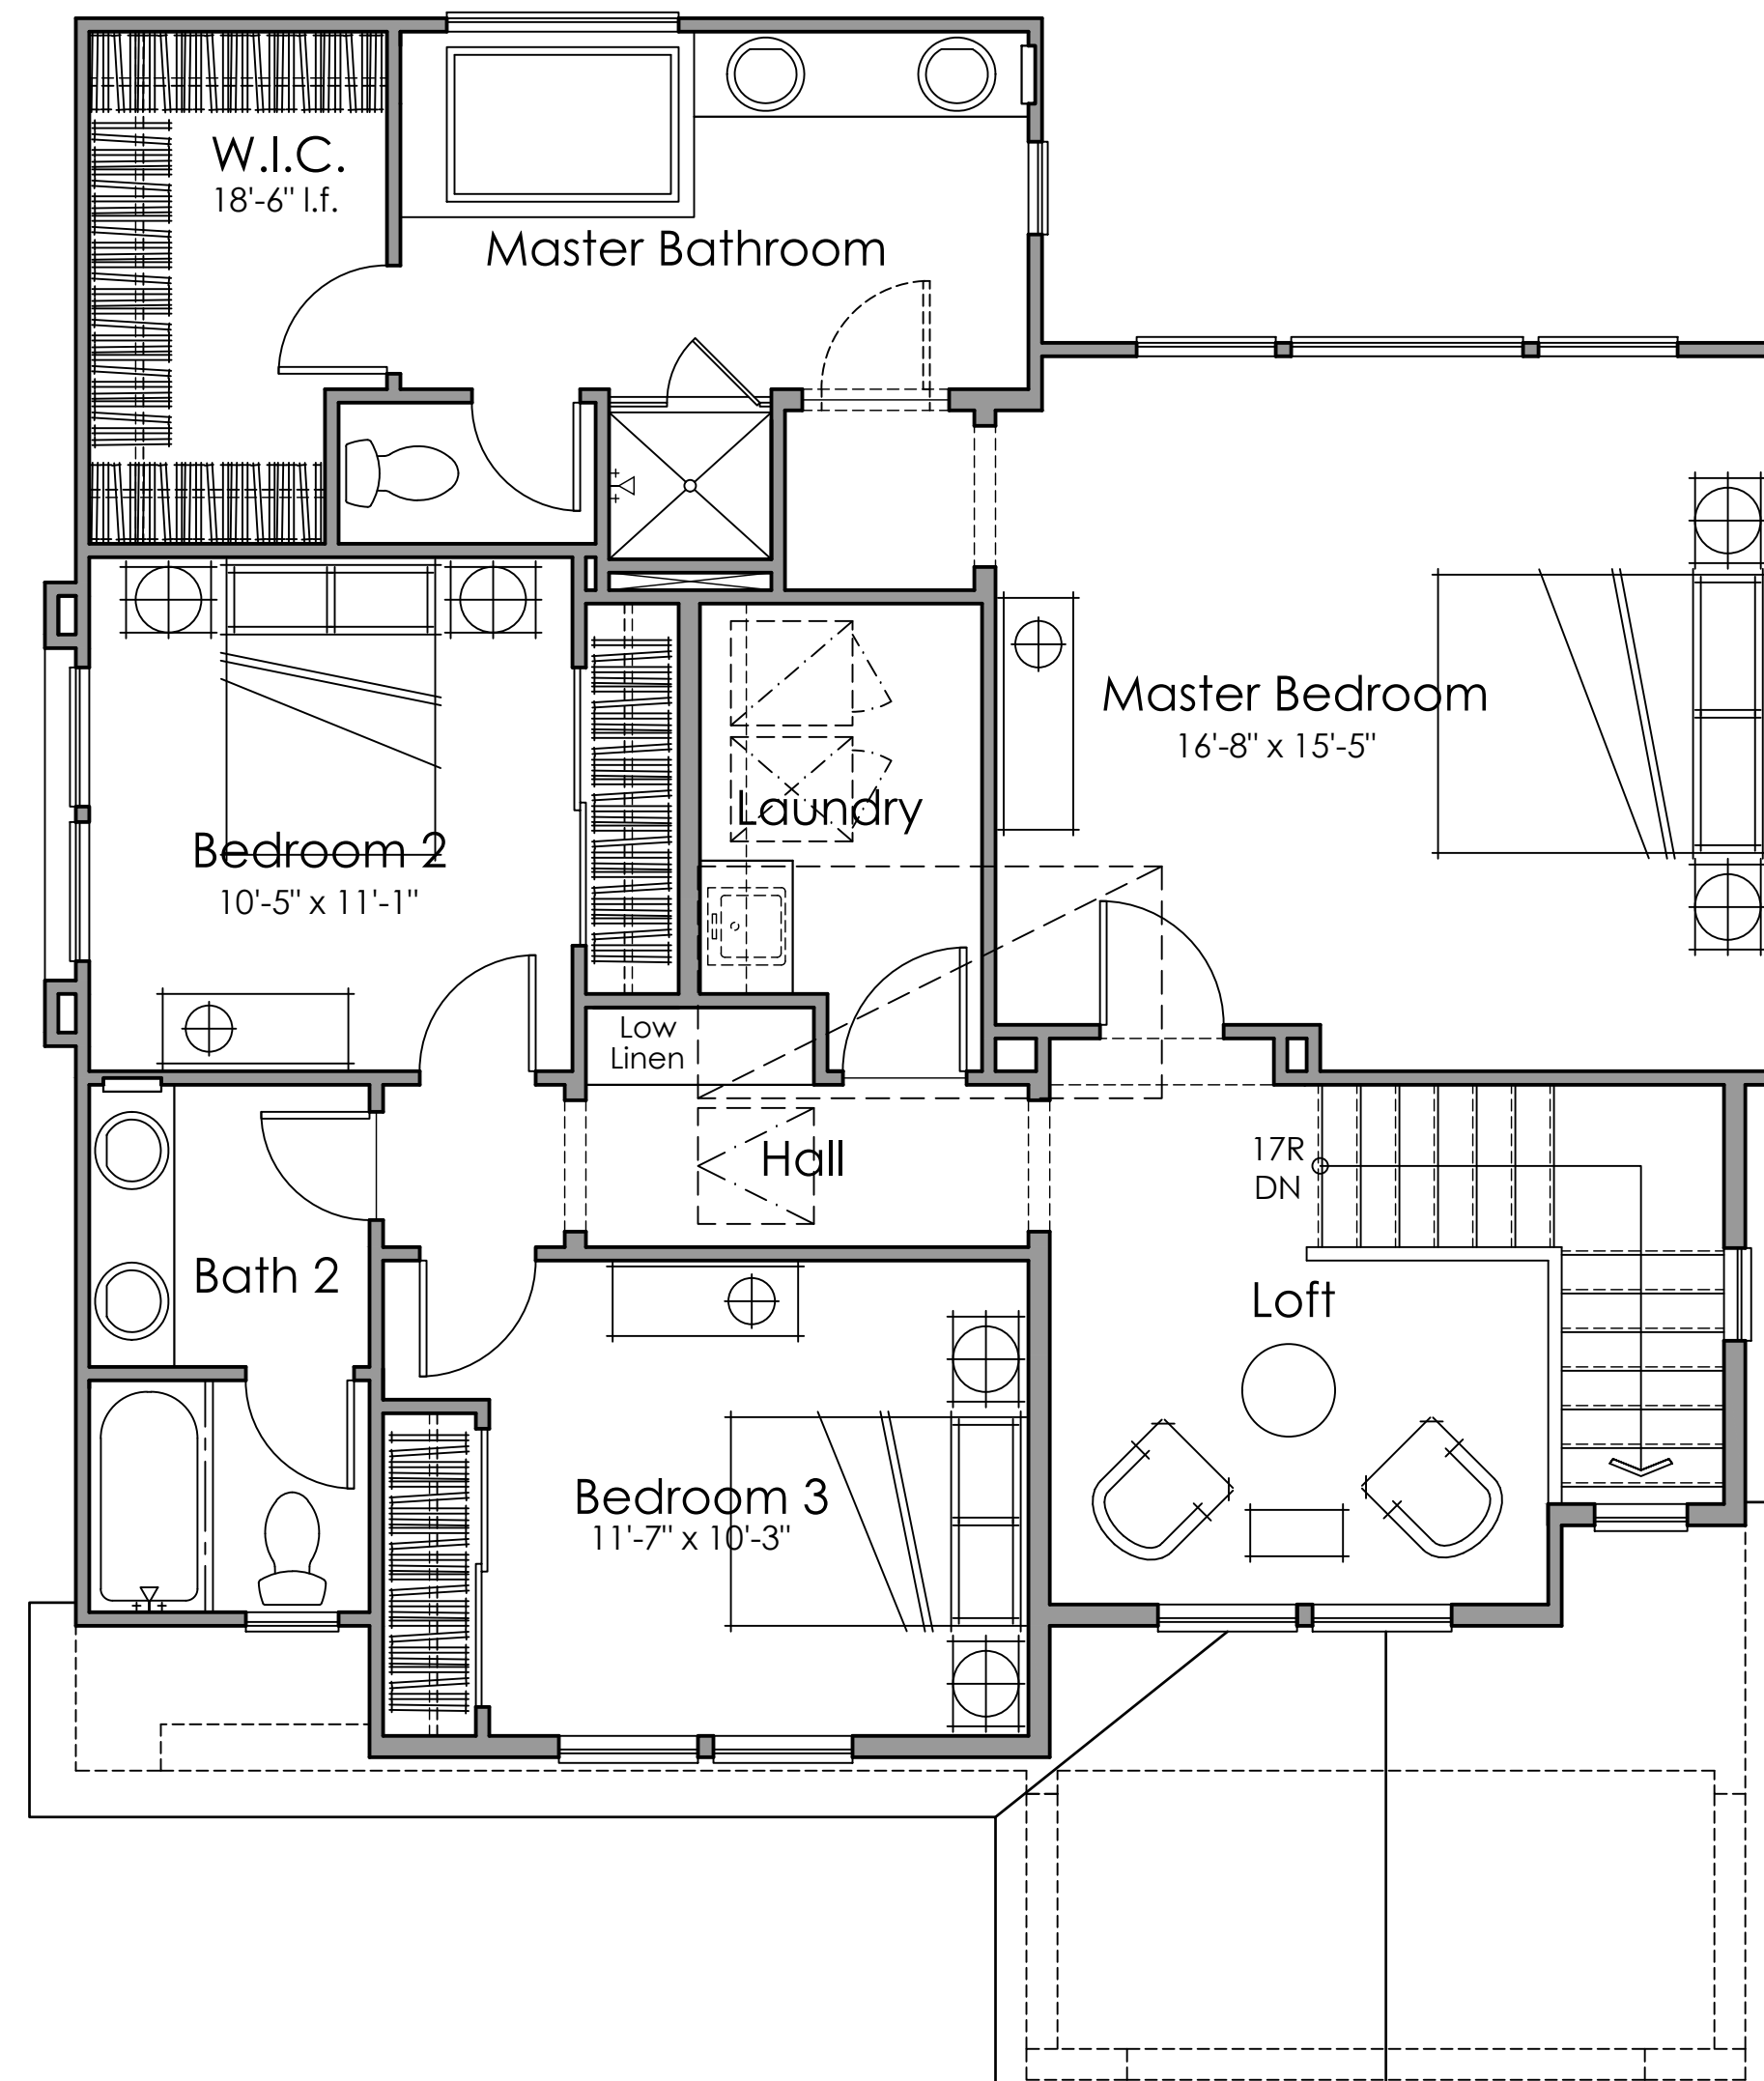 W.I.C.
18'-6" l.f.
Master Bathroom
Master Bedroom
16'-8" x 15'-5"
Laundry
Bedroom 2
10'-5" x 11'-1"
Low
Linen
Hall
17R
DN
Bath 2
Loft
Bedroom 3
11'-7" x 10'-3"